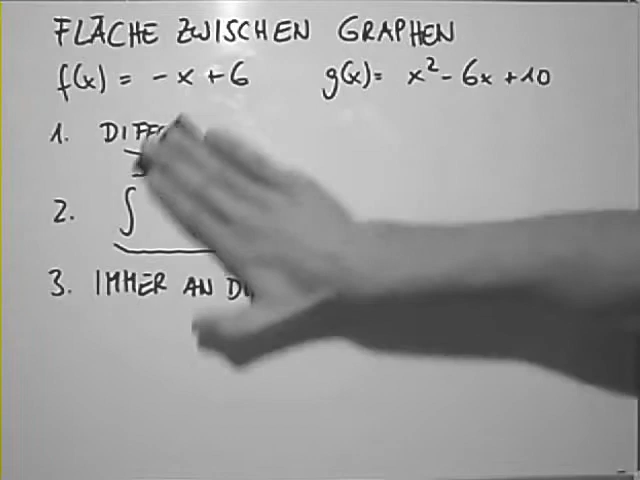 FLÄCHE ZWISCHEN GRAPHEN
f(x) = -x+6 g(x)= x²-6x+10
1.
2. ∫
3. IMMER AN